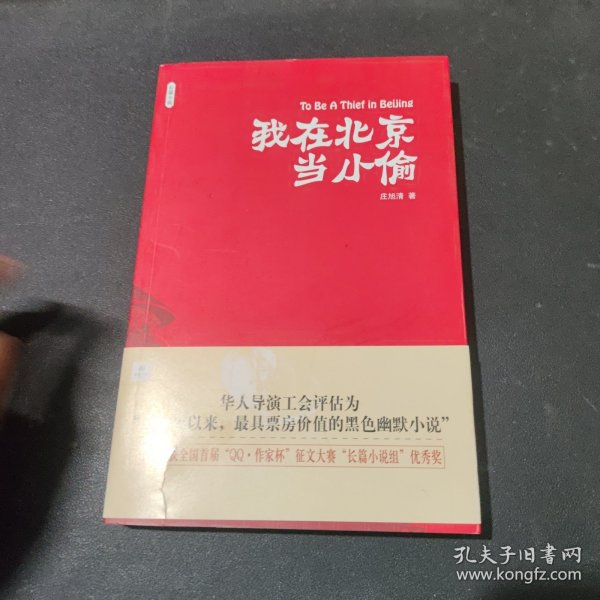 To Be A Thief in Beijing
我在北京
当小偷
庄旭清 著
华人导演工会评估为
以来，最具票房价值的黑色幽默小说”
全国首届“QQ·作家杯”征文大赛“长篇小说组”优秀奖
孔夫子旧书网
www.kongfz.com